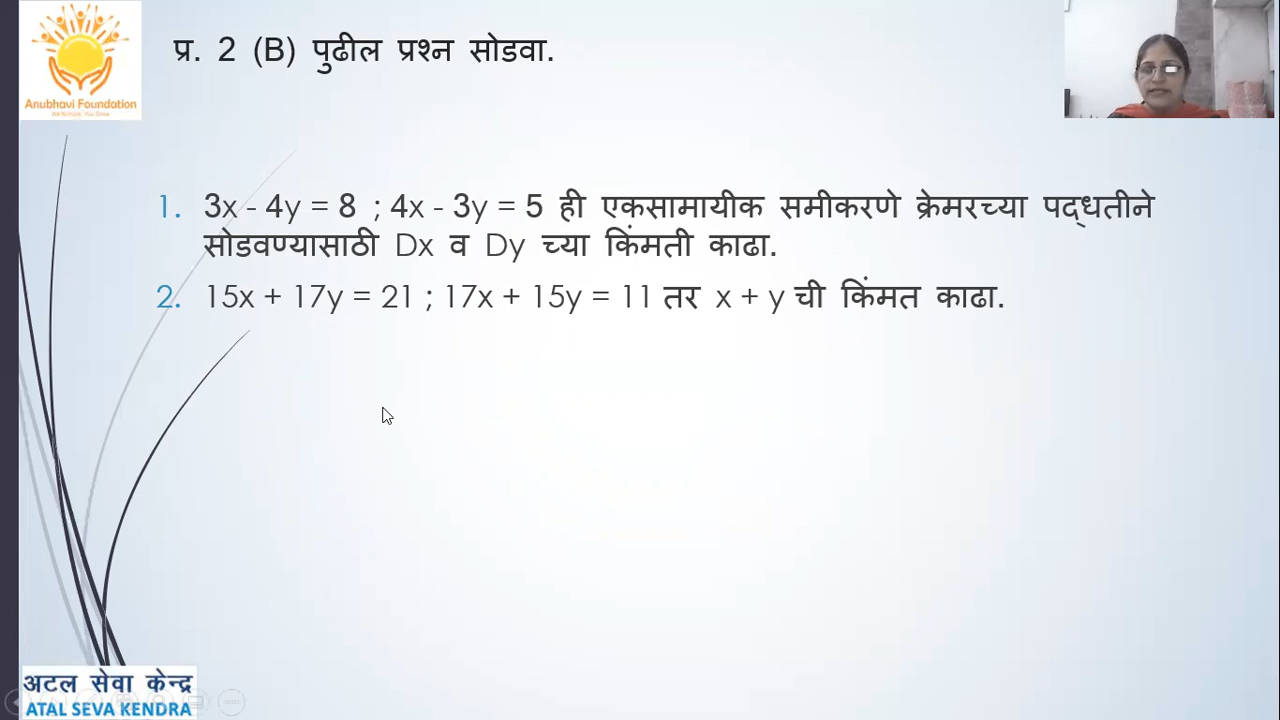 प्र. 2 (B) पुढील प्रश्न सोडवा.
Anubhavi Foundation
1. 3x - 4y = 8 ; 4x - 3y = 5 ही एकसामायीक समीकरणे क्रेमरच्या पद्धतीने
सोडवण्यासाठी Dx व Dy च्या किंमती काढा.
2. 15x + 17y = 21 ; 17x + 15y = 11 तर x + y ची किंमत काढा.
अटल सेवा केन्द्र
ATAL SEVA KENDRA